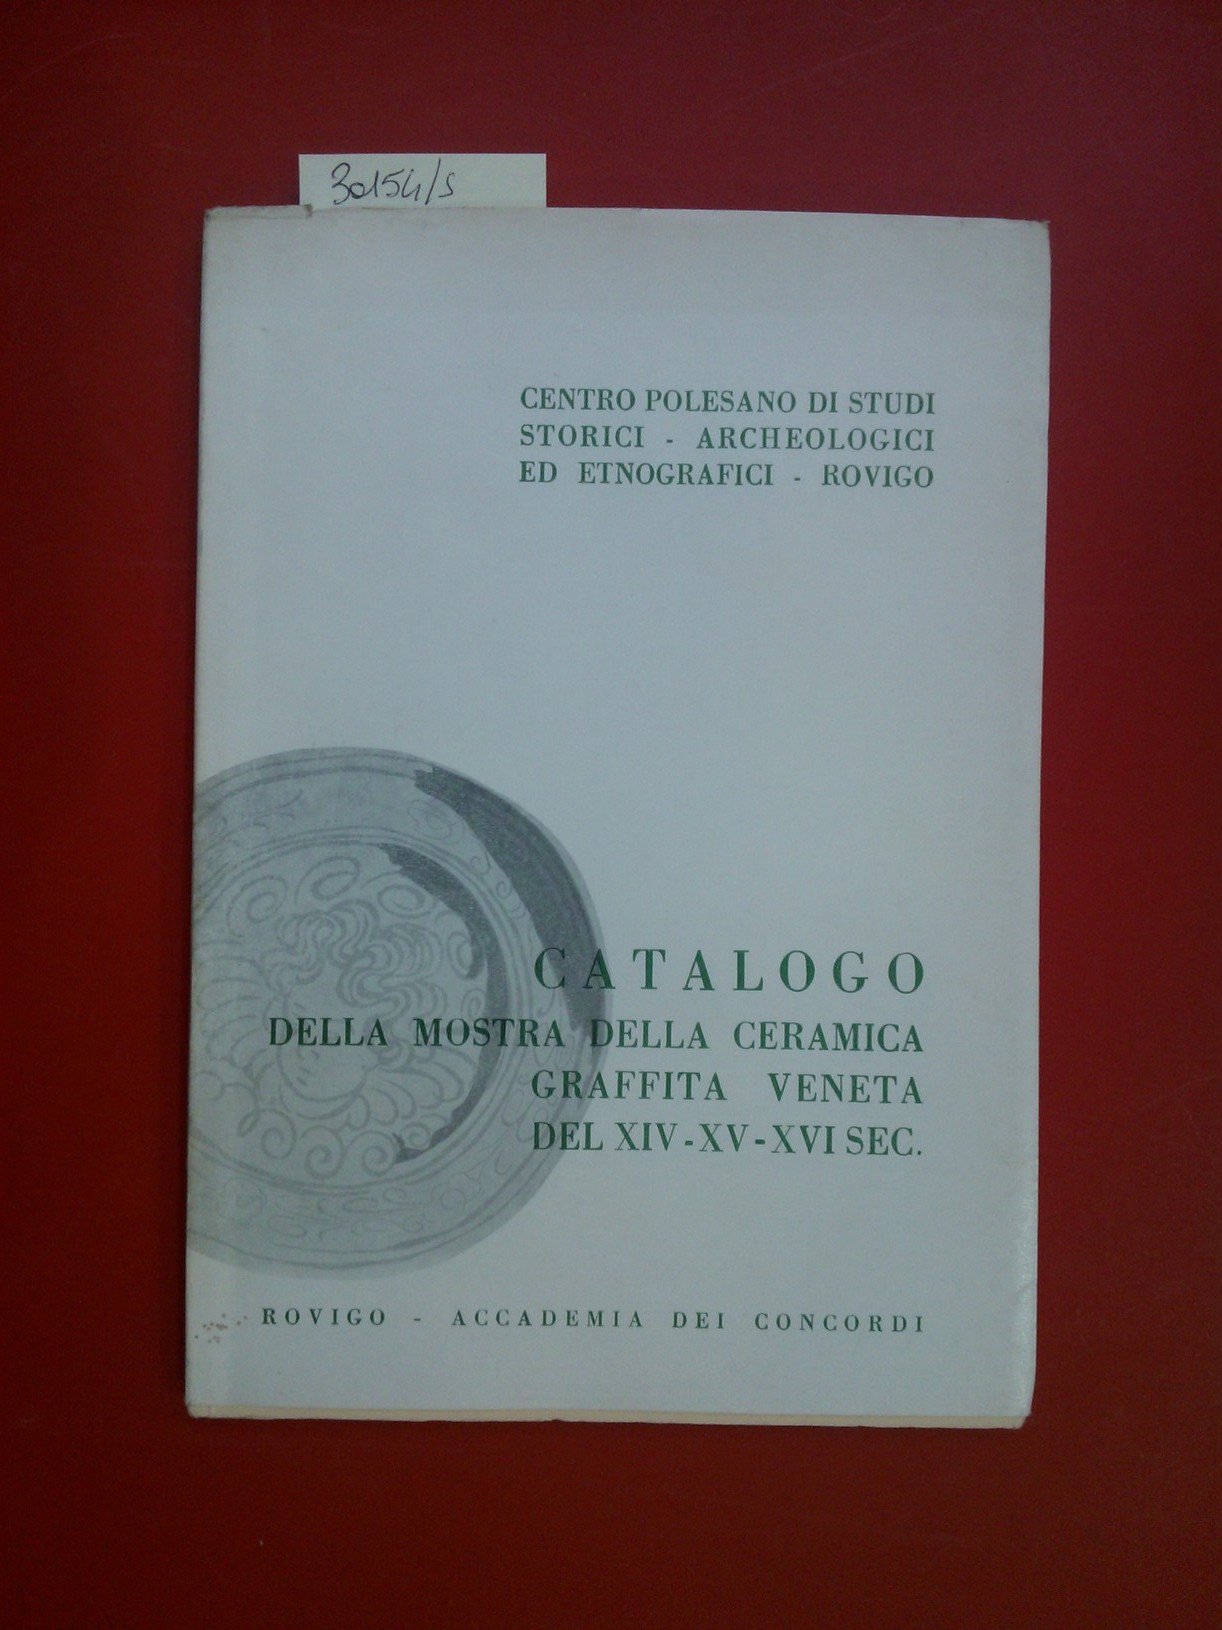 30154/s
CENTRO POLESANO DI STUDI
STORICI - ARCHEOLOGICI
ED ETNOGRAFICI - ROVIGO
CATALOGO
DELLA MOSTRA DELLA CERAMICA
GRAFFITA VENETA
DEL XIV-XV-XVI SEC.
ROVIGO - ACCADEMIA DEI CONCORDI